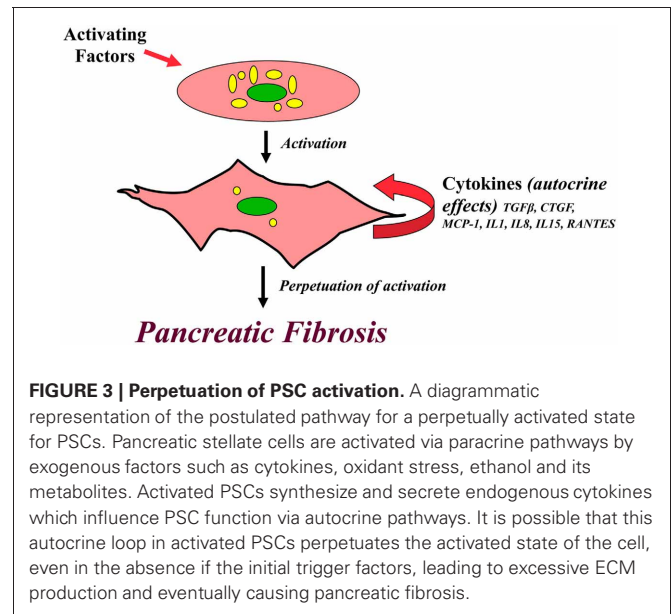 Activating
Factors
Activation
Cytokines (autocrine
effects) TGFβ, CTGF,
MCP-1, IL1, IL8, IL15, RANTES
Perpetuation of activation
Pancreatic Fibrosis
FIGURE 3 | Perpetuation of PSC activation. A diagrammatic
representation of the postulated pathway for a perpetually activated state
for PSCs. Pancreatic stellate cells are activated via paracrine pathways by
exogenous factors such as cytokines, oxidant stress, ethanol and its
metabolites. Activated PSCs synthesize and secrete endogenous cytokines
which influence PSC function via autocrine pathways. It is possible that this
autocrine loop in activated PSCs perpetuates the activated state of the cell,
even in the absence if the initial trigger factors, leading to excessive ECM
production and eventually causing pancreatic fibrosis.